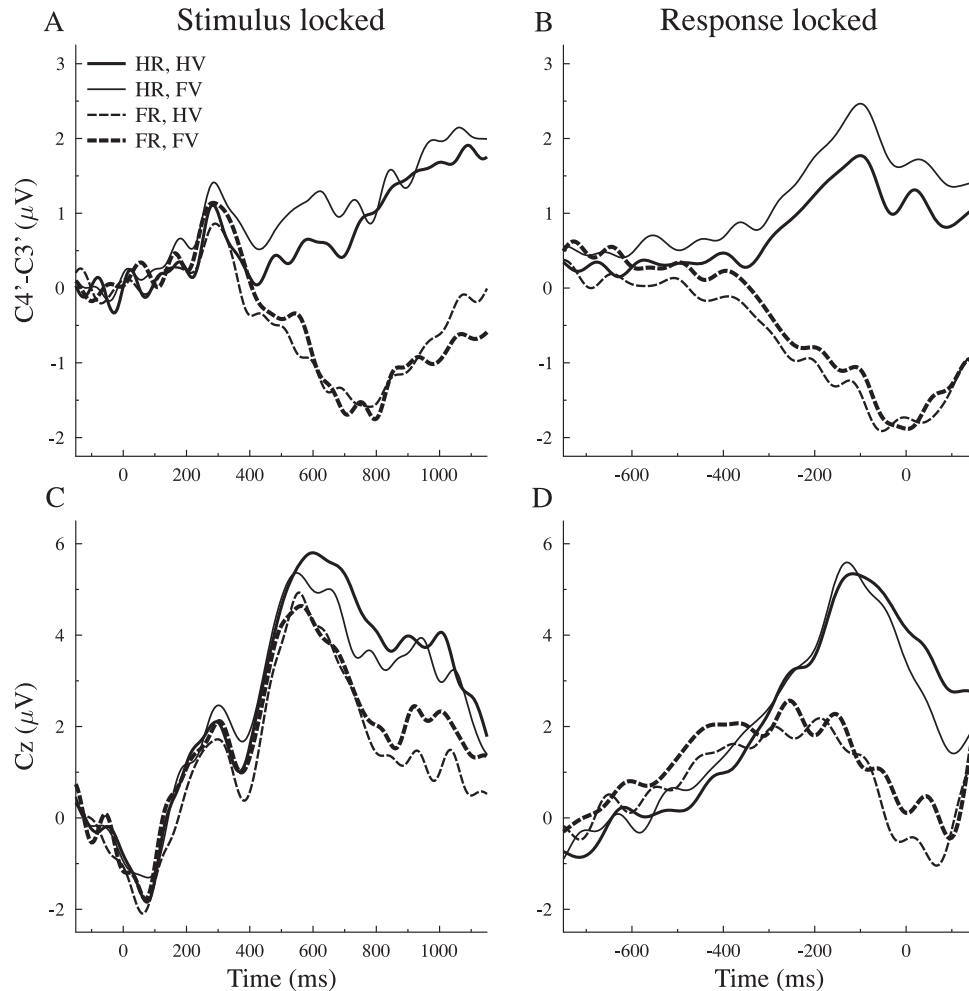 A Stimulus locked
B Response locked
HR, HV
HR, FV
FR, HV
FR, FV
C4'-C3' (μV)
3
2
1
0
-1
-2
0 200 400 600 800 1000
3
2
1
0
-1
-2
-600 -400 -200 0
C
Cz (μV)
6
4
2
0
-2
0 200 400 600 800 1000
Time (ms)
D
6
4
2
0
-2
-600 -400 -200 0
Time (ms)